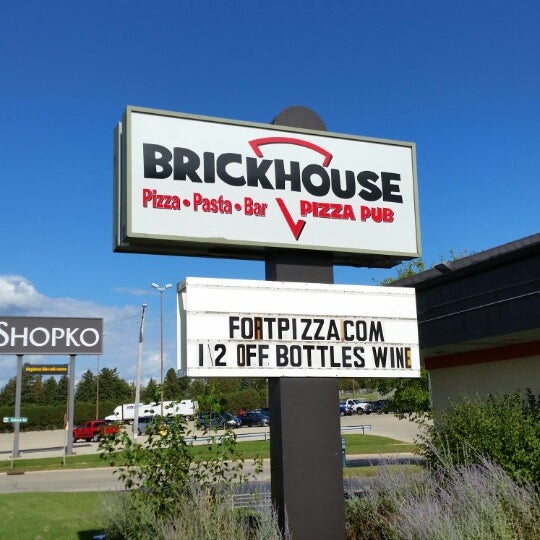 BRICKHOUSE
Pizza • Pasta • Bar
PIZZA PUB
FORTPIZZA.COM
1/2 OFF BOTTLES WINE
SHOPKO